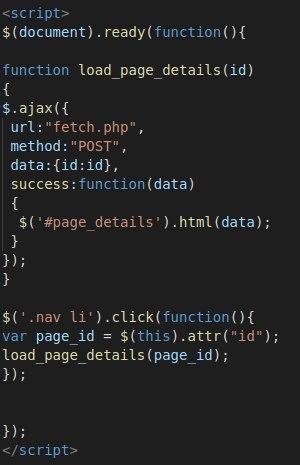 <script>
$(document).ready(function(){
function load_page_details(id)
{
$.ajax({
url:"fetch.php",
method:"POST",
data:{id:id},
success:function(data)
{
$('#page_details').html(data);
}
});
}
$('.nav li').click(function(){
var page_id = $(this).attr("id");
load_page_details(page_id);
});
});
</script>